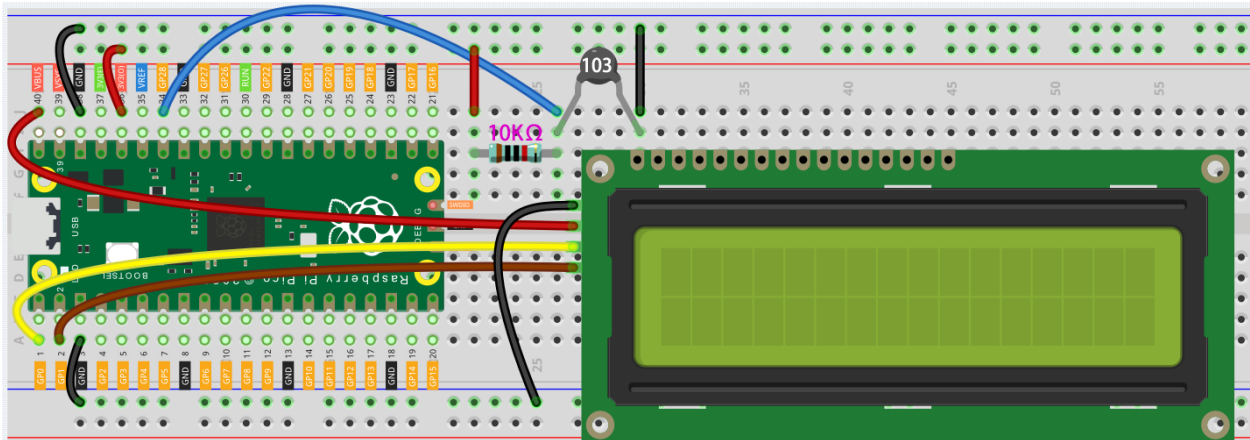 VBUS
VSYS
GND
3V3(O)
VREF
GP28
GP27
GP26
RUN
GP22
GND
GP21
GP20
GP19
GP18
GND
GP17
GP16
40 39 37 35 34 33 32 31 30 29 28 27 26 25 24 23 22 21
25 35 40 45 50 55
103
10KΩ
J
G
F
USB
BOOTSEL
Raspberry Pi Pico
SWDIO
E
D
A
1 2 3 4 5 6 7 8 9 10 11 12 13 14 15 16 17 18 19 20
GP0
GP1
GND
GP2
GP3
GP4
GP5
GND
GP6
GP7
GP8
GP9
GND
GP10
GP11
GP12
GP13
GND
GP14
GP15
25